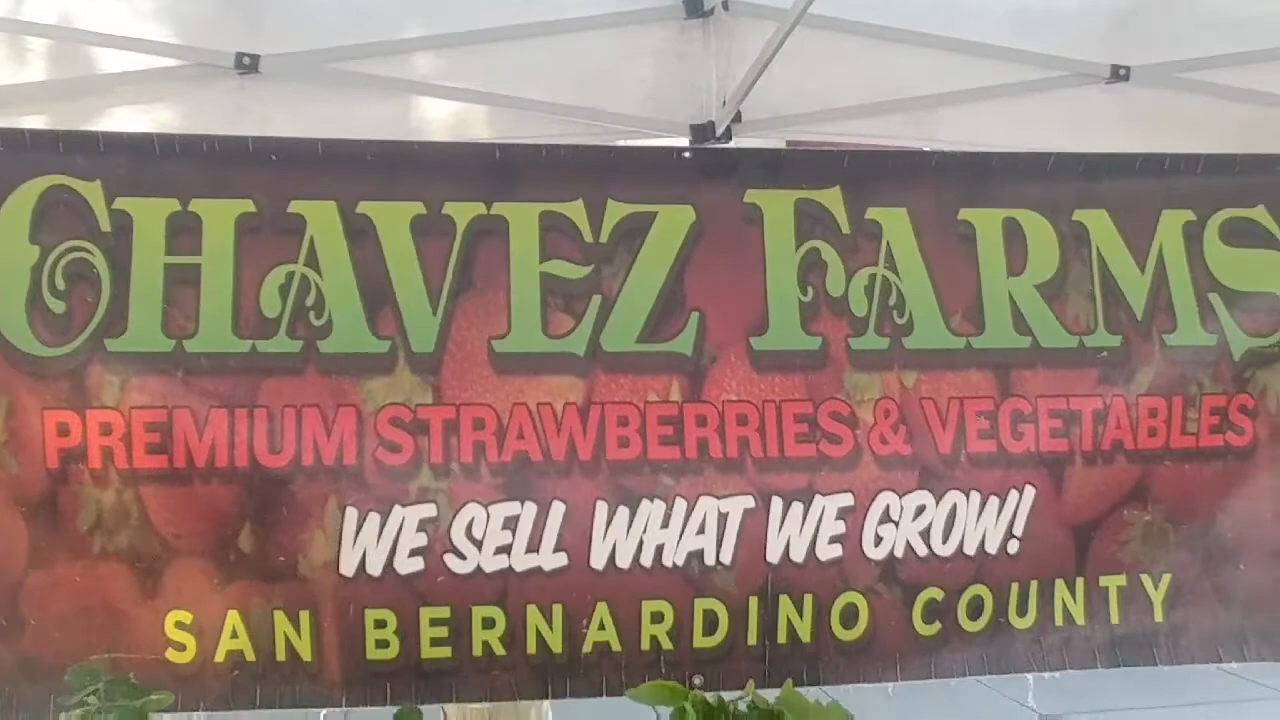 CHAVEZ FARMS
PREMIUM STRAWBERRIES & VEGETABLES
WE SELL WHAT WE GROW!
SAN BERNARDINO COUNTY